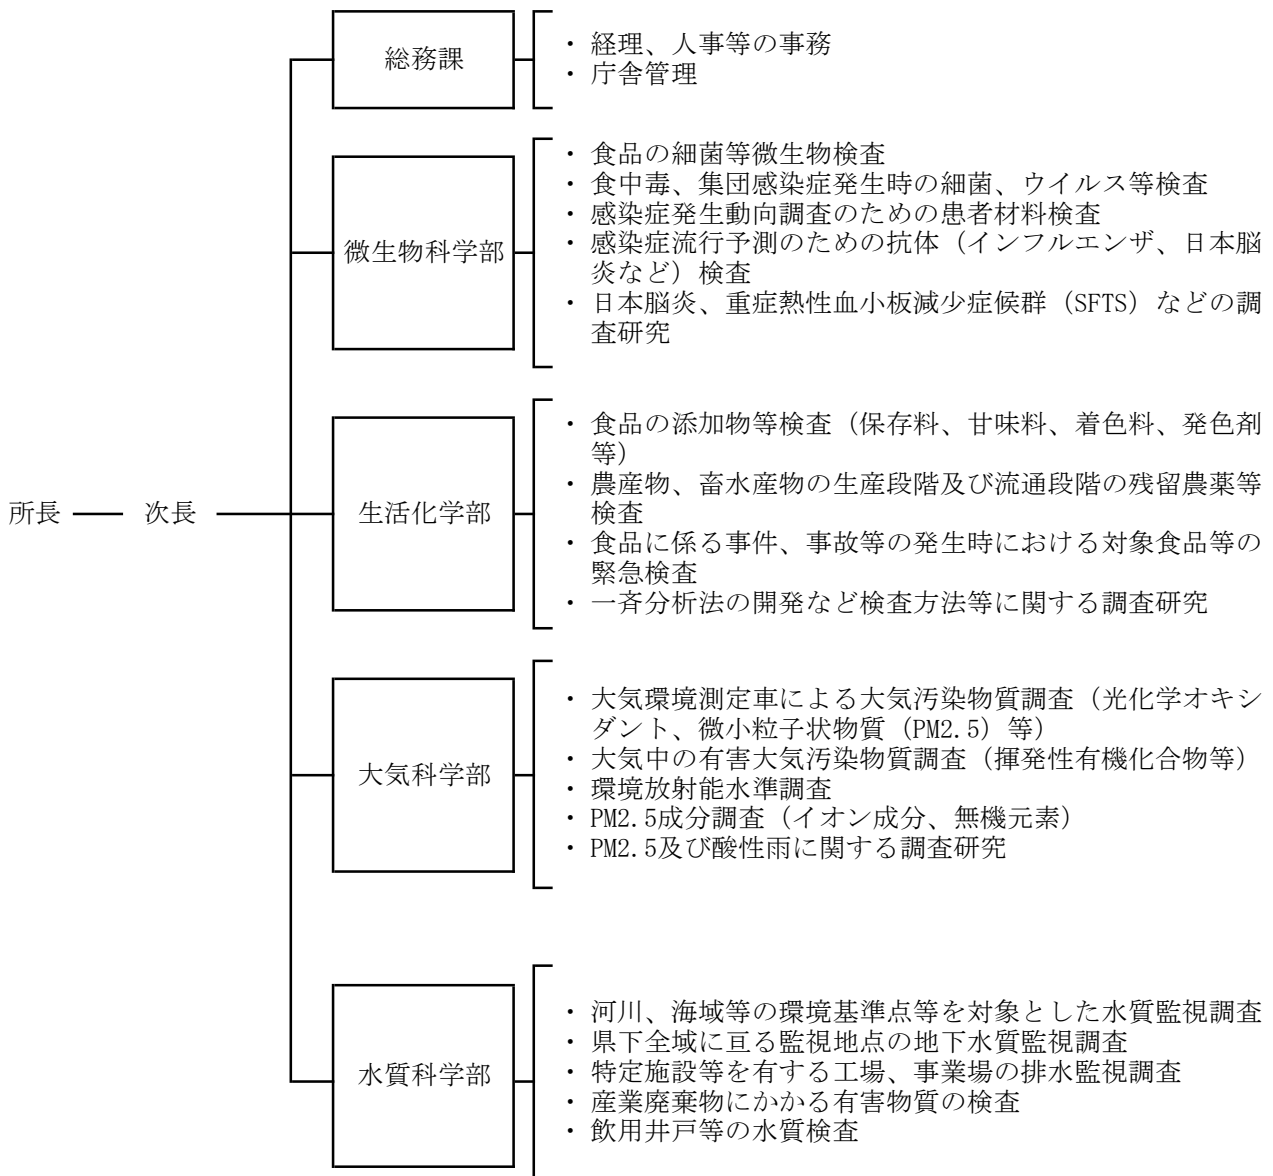 総務課
・ 経理、人事等の事務
・ 庁舎管理
微生物科学部
・ 食品の細菌等微生物検査
・ 食中毒、集団感染症発生時の細菌、ウイルス等検査
・ 感染症発生動向調査のための患者材料検査
・ 感染症流行予測のための抗体（インフルエンザ、日本脳
炎など）検査
・ 日本脳炎、重症熱性血小板減少症候群（SFTS）などの調
査研究
所長
次長
生活化学部
・ 食品の添加物等検査（保存料、甘味料、着色料、発色剤
等）
・ 農産物、畜水産物の生産段階及び流通段階の残留農薬等
検査
・ 食品に係る事件、事故等の発生時における対象食品等の
緊急検査
・ 一斉分析法の開発など検査方法等に関する調査研究
大気科学部
・ 大気環境測定車による大気汚染物質調査（光化学オキシ
ダント、微小粒子状物質（PM2.5）等）
・ 大気中の有害大気汚染物質調査（揮発性有機化合物等）
・ 環境放射能水準調査
・ PM2.5成分調査（イオン成分、無機元素）
・ PM2.5及び酸性雨に関する調査研究
水質科学部
・ 河川、海域等の環境基準点等を対象とした水質監視調査
・ 県下全域に亘る監視地点の地下水質監視調査
・ 特定施設等を有する工場、事業場の排水監視調査
・ 産業廃棄物にかかる有害物質の検査
・ 飲用井戸等の水質検査